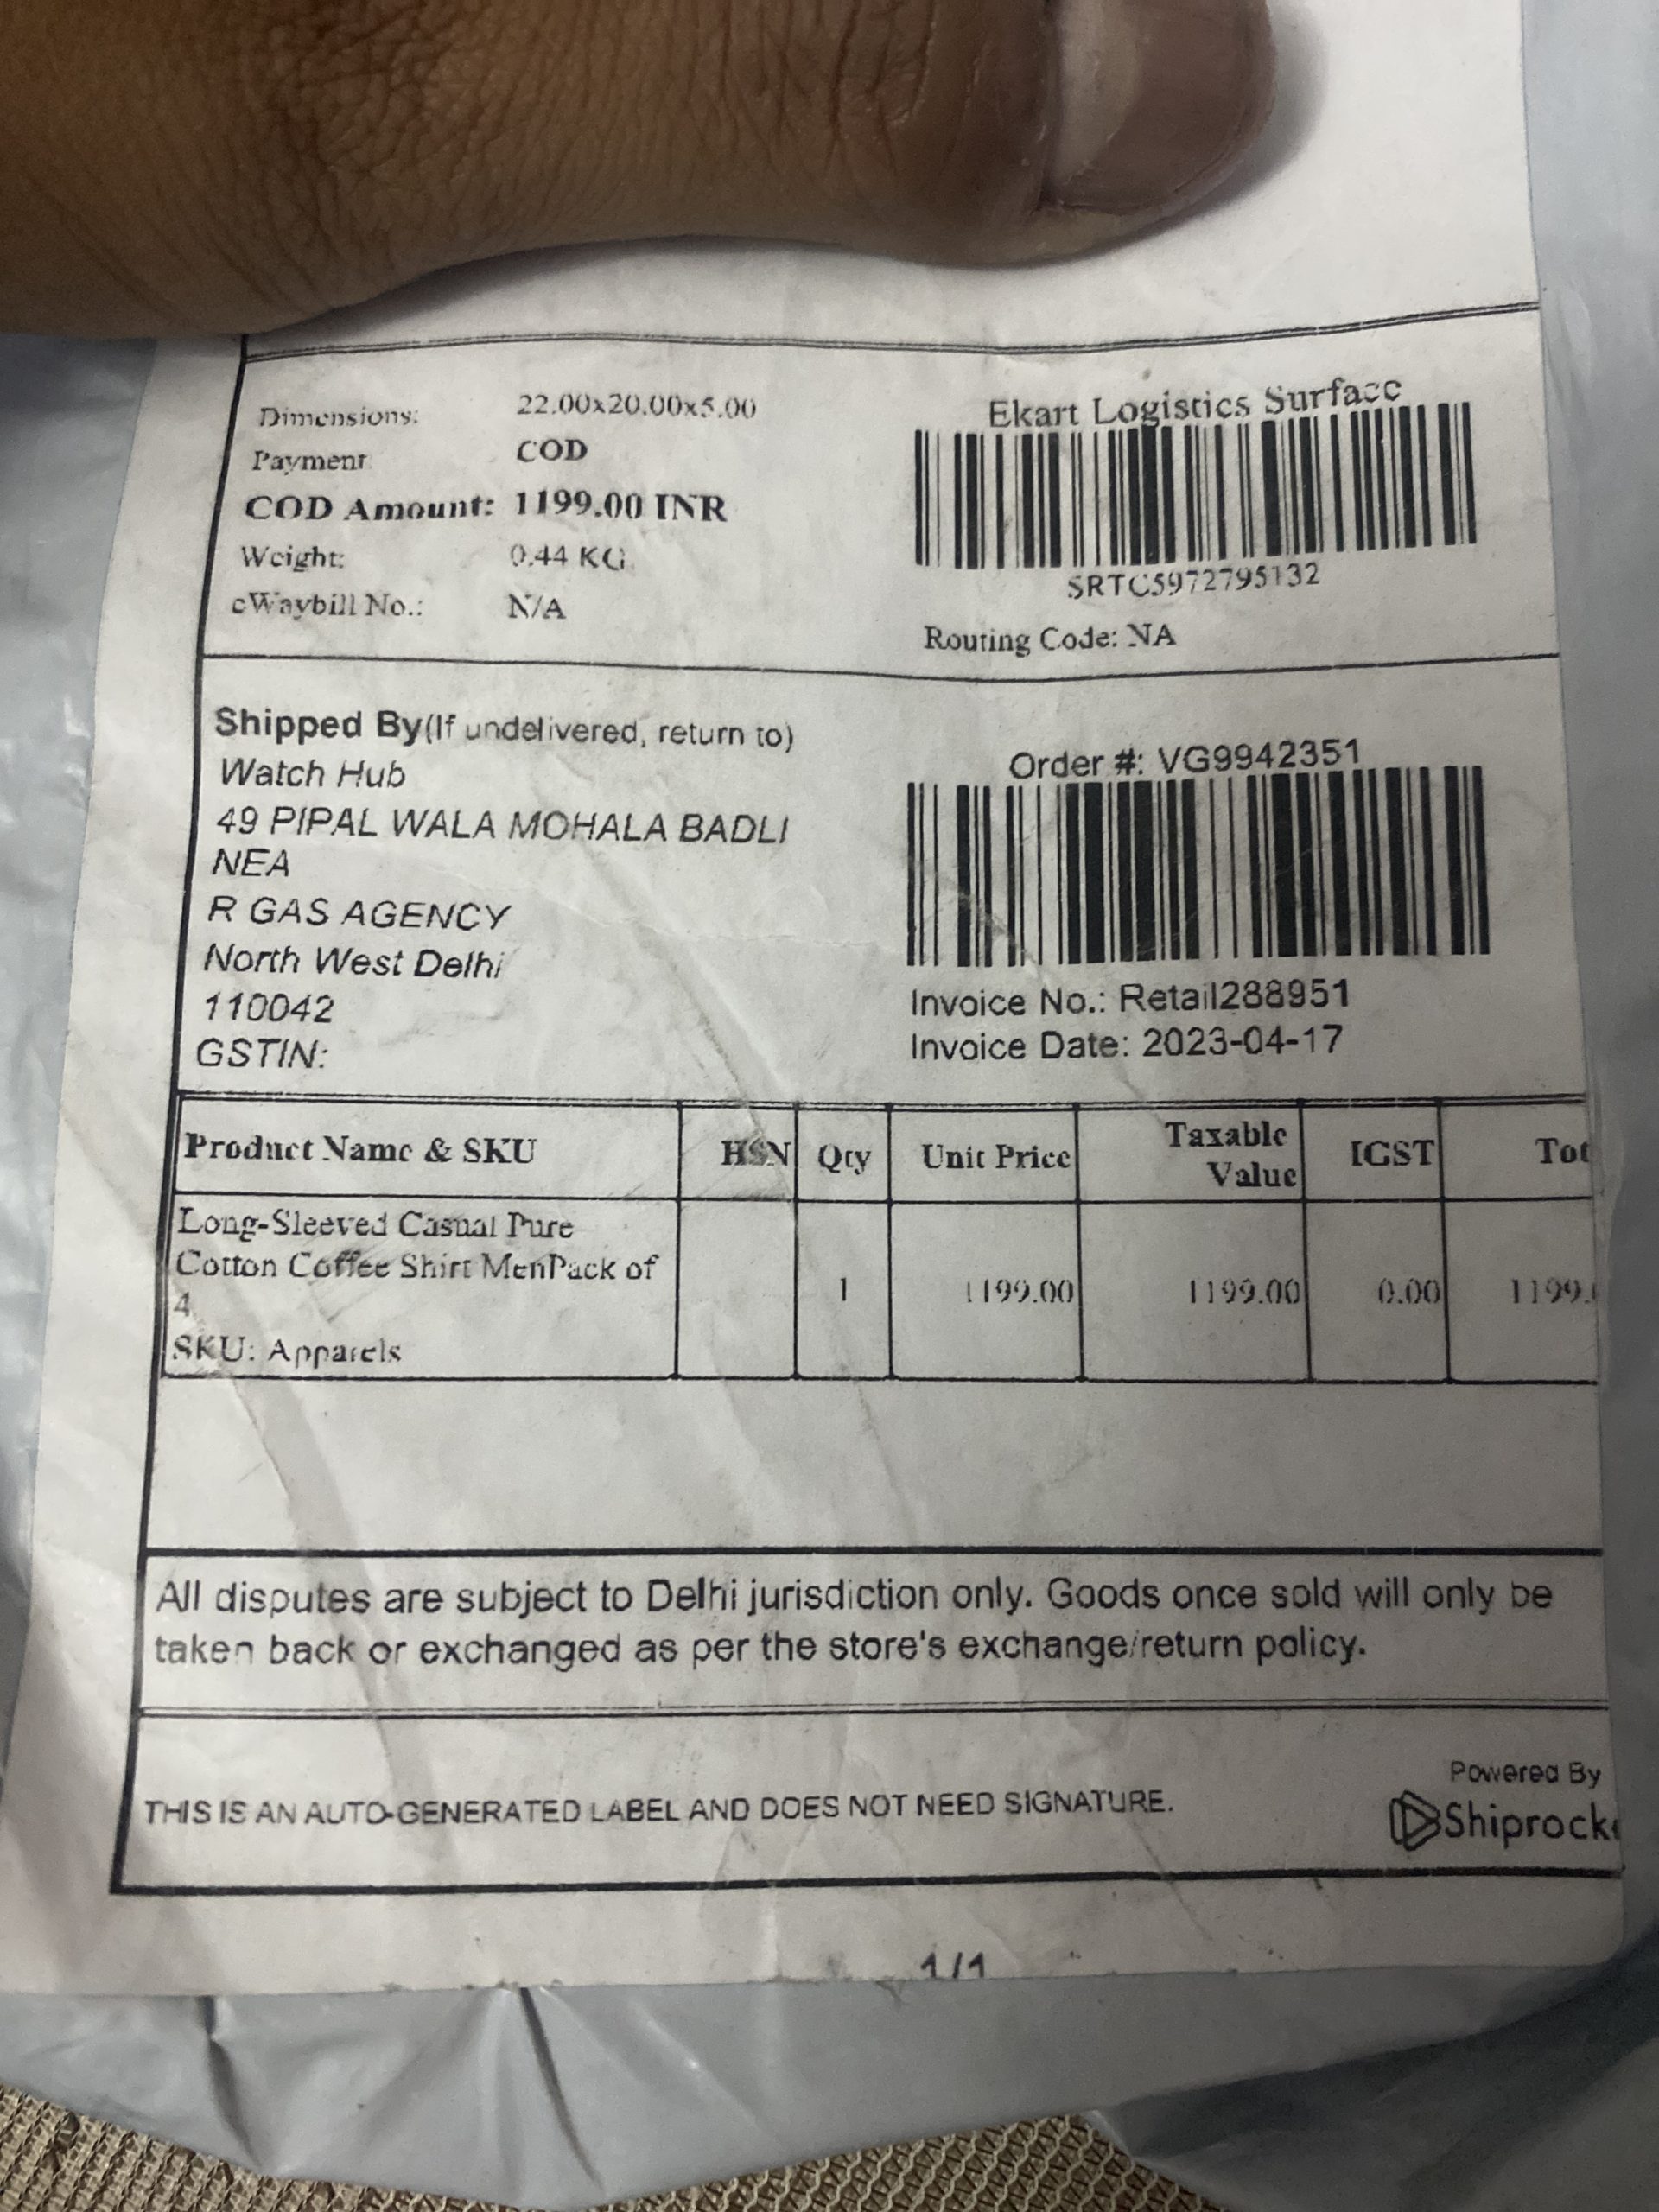 Dimensions: 22.00x20.00x5.00
Payment: COD
COD Amount: 1199.00 INR
Weight: 0.44 KG
eWaybill No.: N/A
Ekart Logistics Surface
SRTC5972795132
Routing Code: NA
Shipped By(If undelivered, return to)
Watch Hub
49 PIPAL WALA MOHALA BADLI
NEA
R GAS AGENCY
North West Delhi
110042
GSTIN:
Order #: VG9942351
Invoice No.: Retail288951
Invoice Date: 2023-04-17
Product Name & SKU HSN Qty Unit Price Taxable Value IGST Tot
Long-Sleeved Casual Pure
Cotton Coffee Shirt MenPack of
4
SKU: Apparels
1 1199.00 1199.00 0.00 1199.
All disputes are subject to Delhi jurisdiction only. Goods once sold will only be
taken back or exchanged as per the store's exchange/return policy.
THIS IS AN AUTO-GENERATED LABEL AND DOES NOT NEED SIGNATURE.
Powered By
Shiprock
1/1